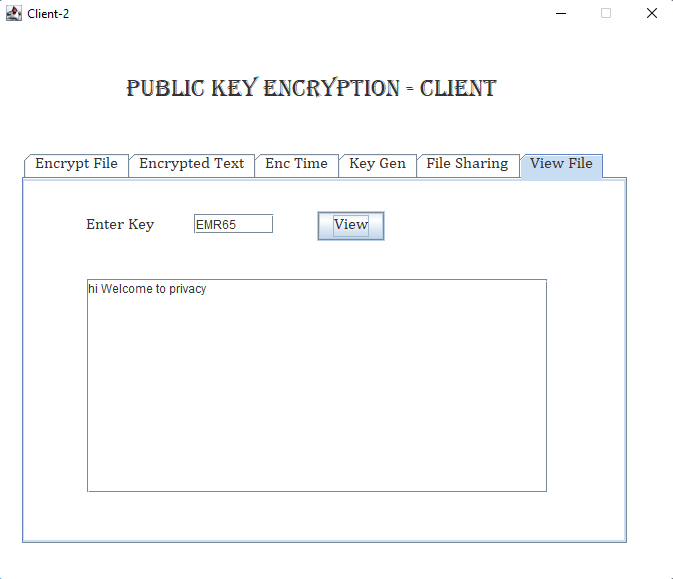 Client-2
PUBLIC KEY ENCRYPTION - CLIENT
Encrypt File Encrypted Text Enc Time Key Gen File Sharing View File
Enter Key EMR65 View
hi Welcome to privacy